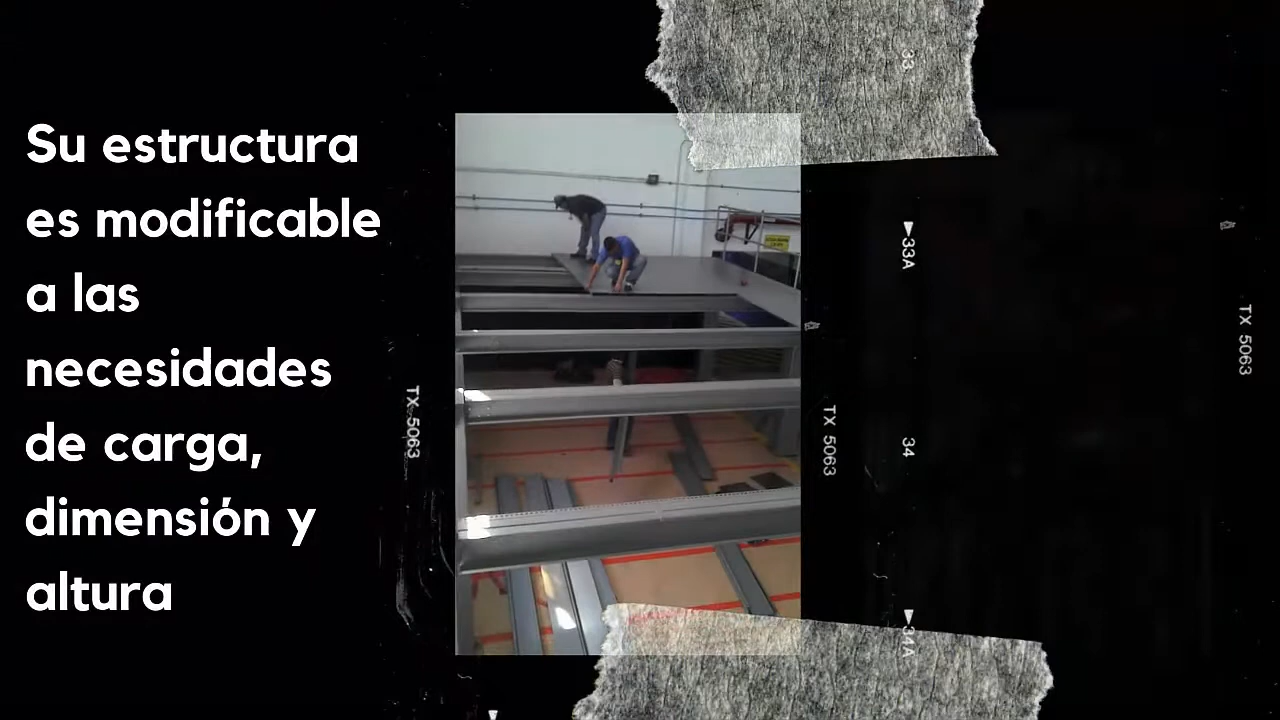 Su estructura
es modificable
a las
necesidades
de carga,
dimensión y
altura
TX 5063
TX 5063
33
33A
34
34A
TX 5063